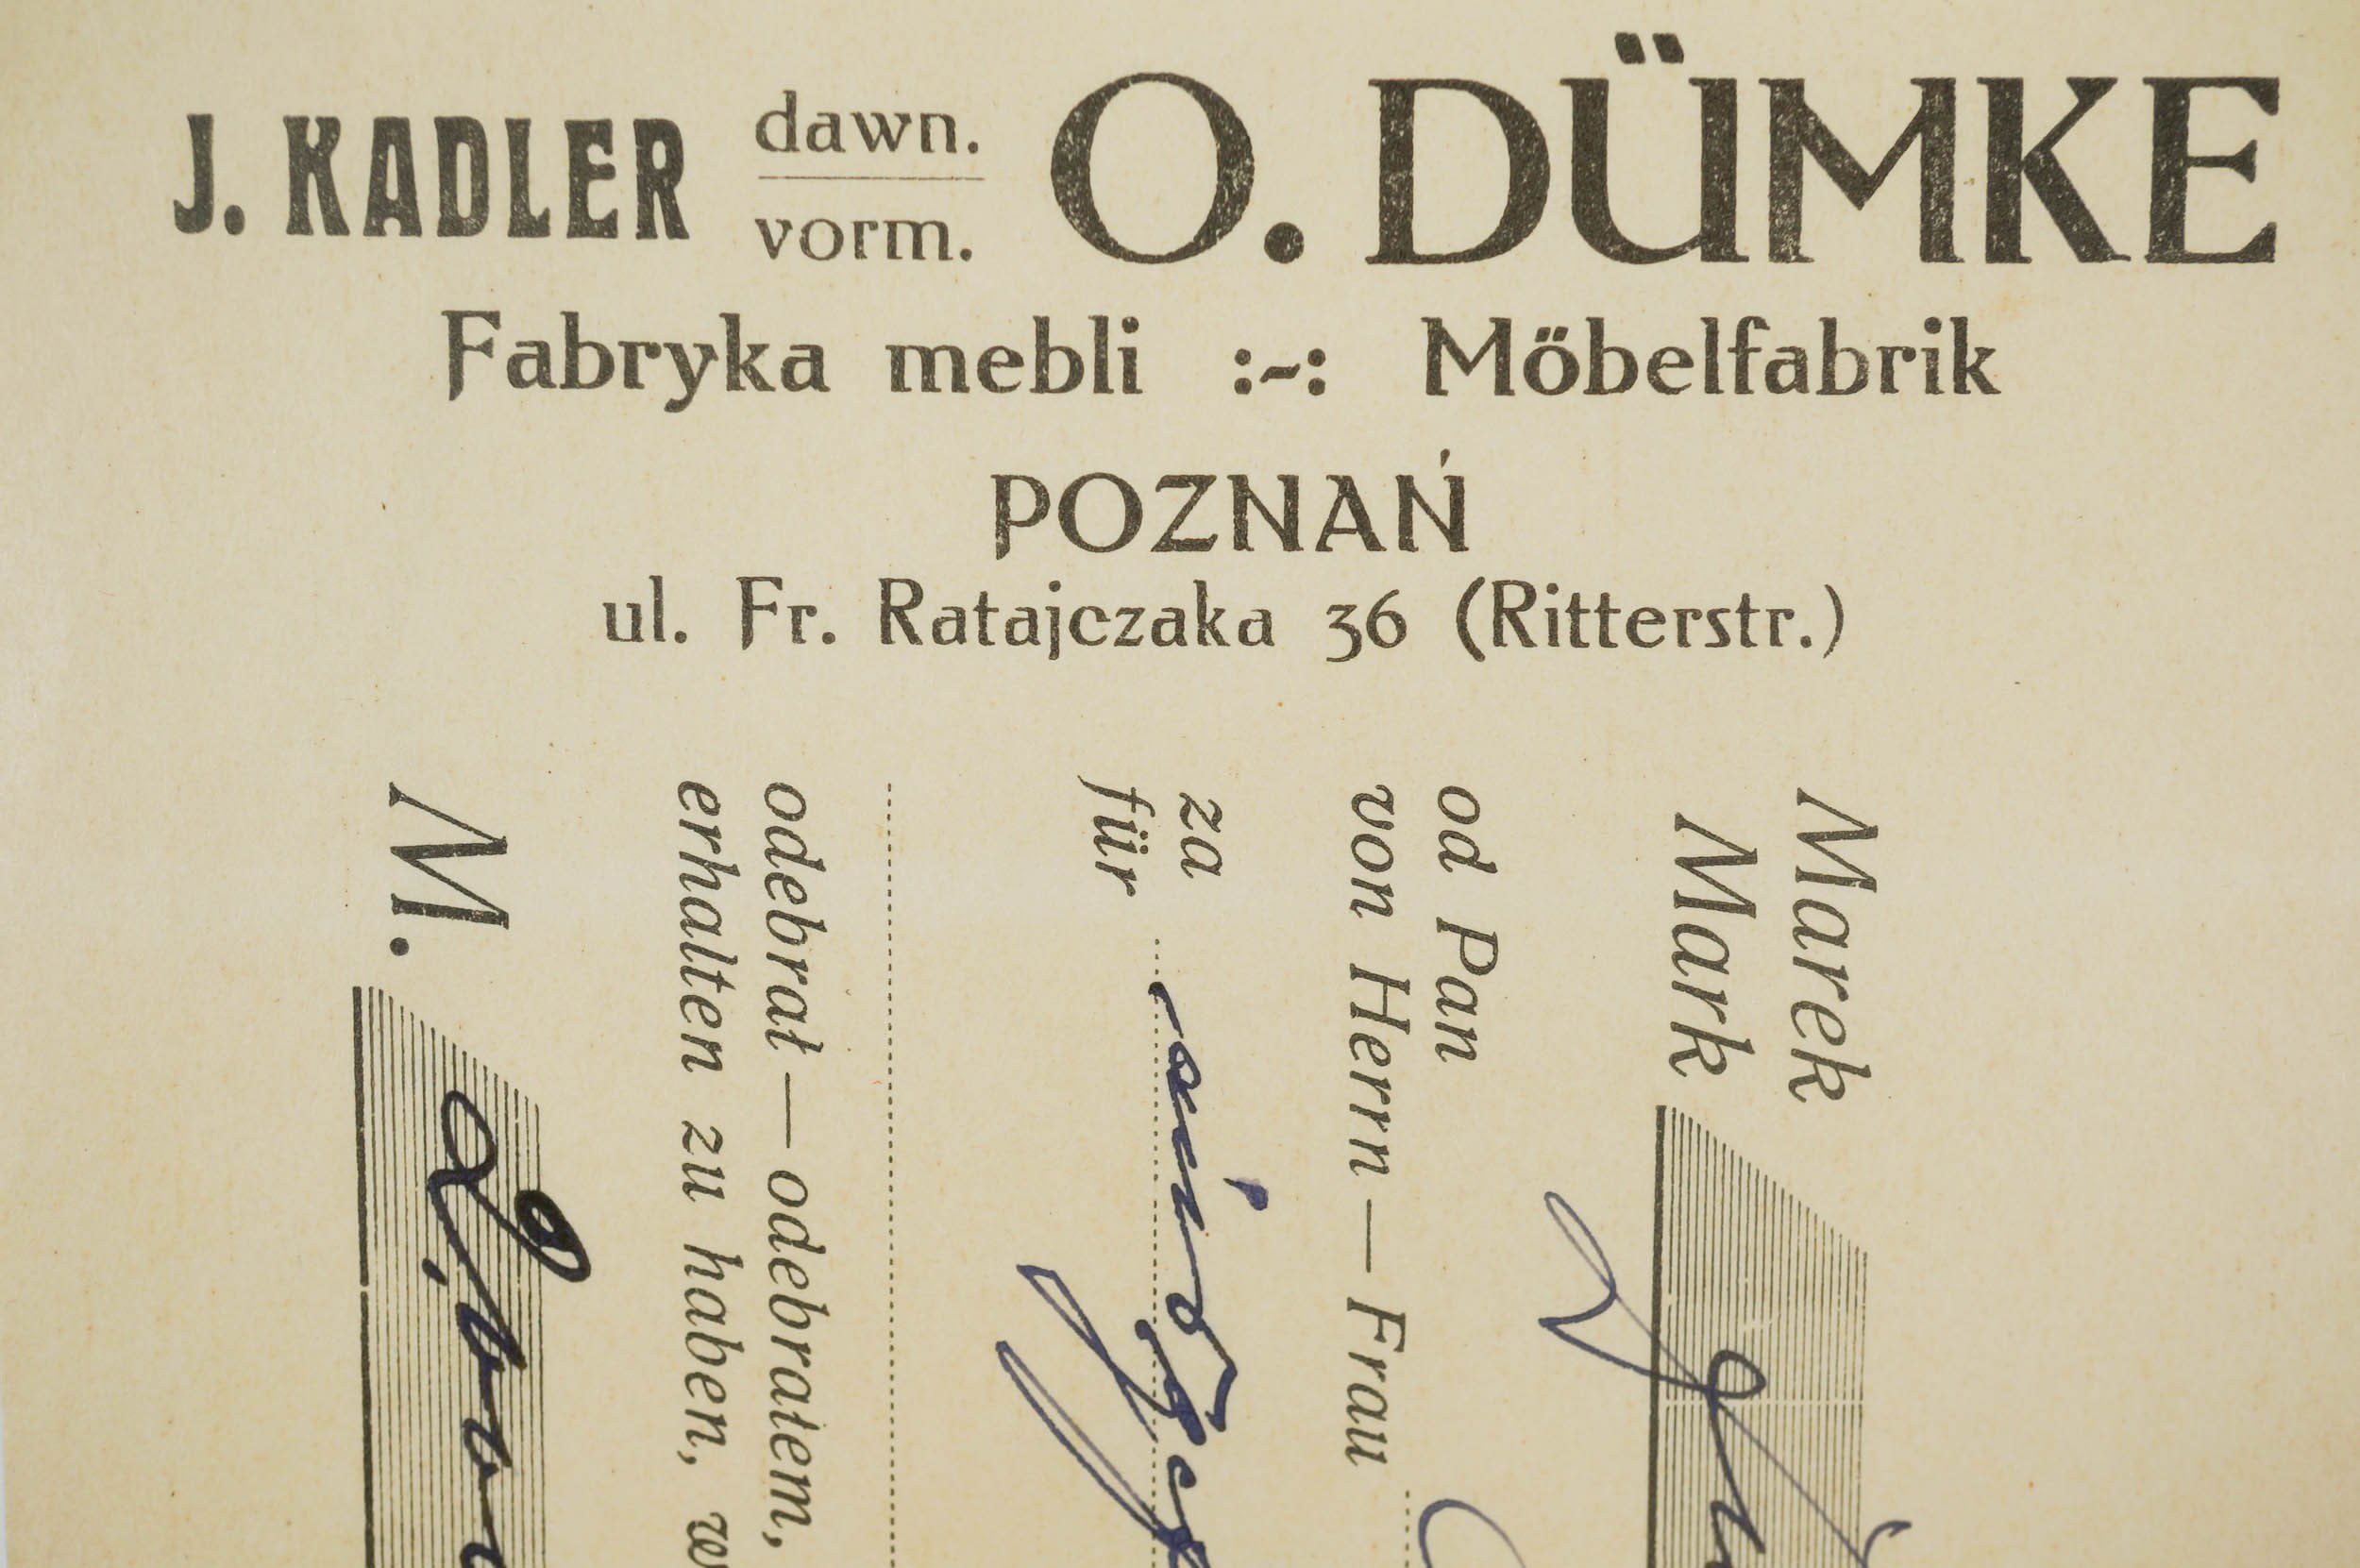 J. KADLER dawn. vorm. O. DÜMKE
Fabryka mebli :-: Möbelfabrik
POZNAŃ
ul. Fr. Ratajczaka 36 (Ritterstr.)
Marek
Mark
od Pan
von Herrn — Frau
za
für
odebrał — odebrałem,
erhalten zu haben,
M.